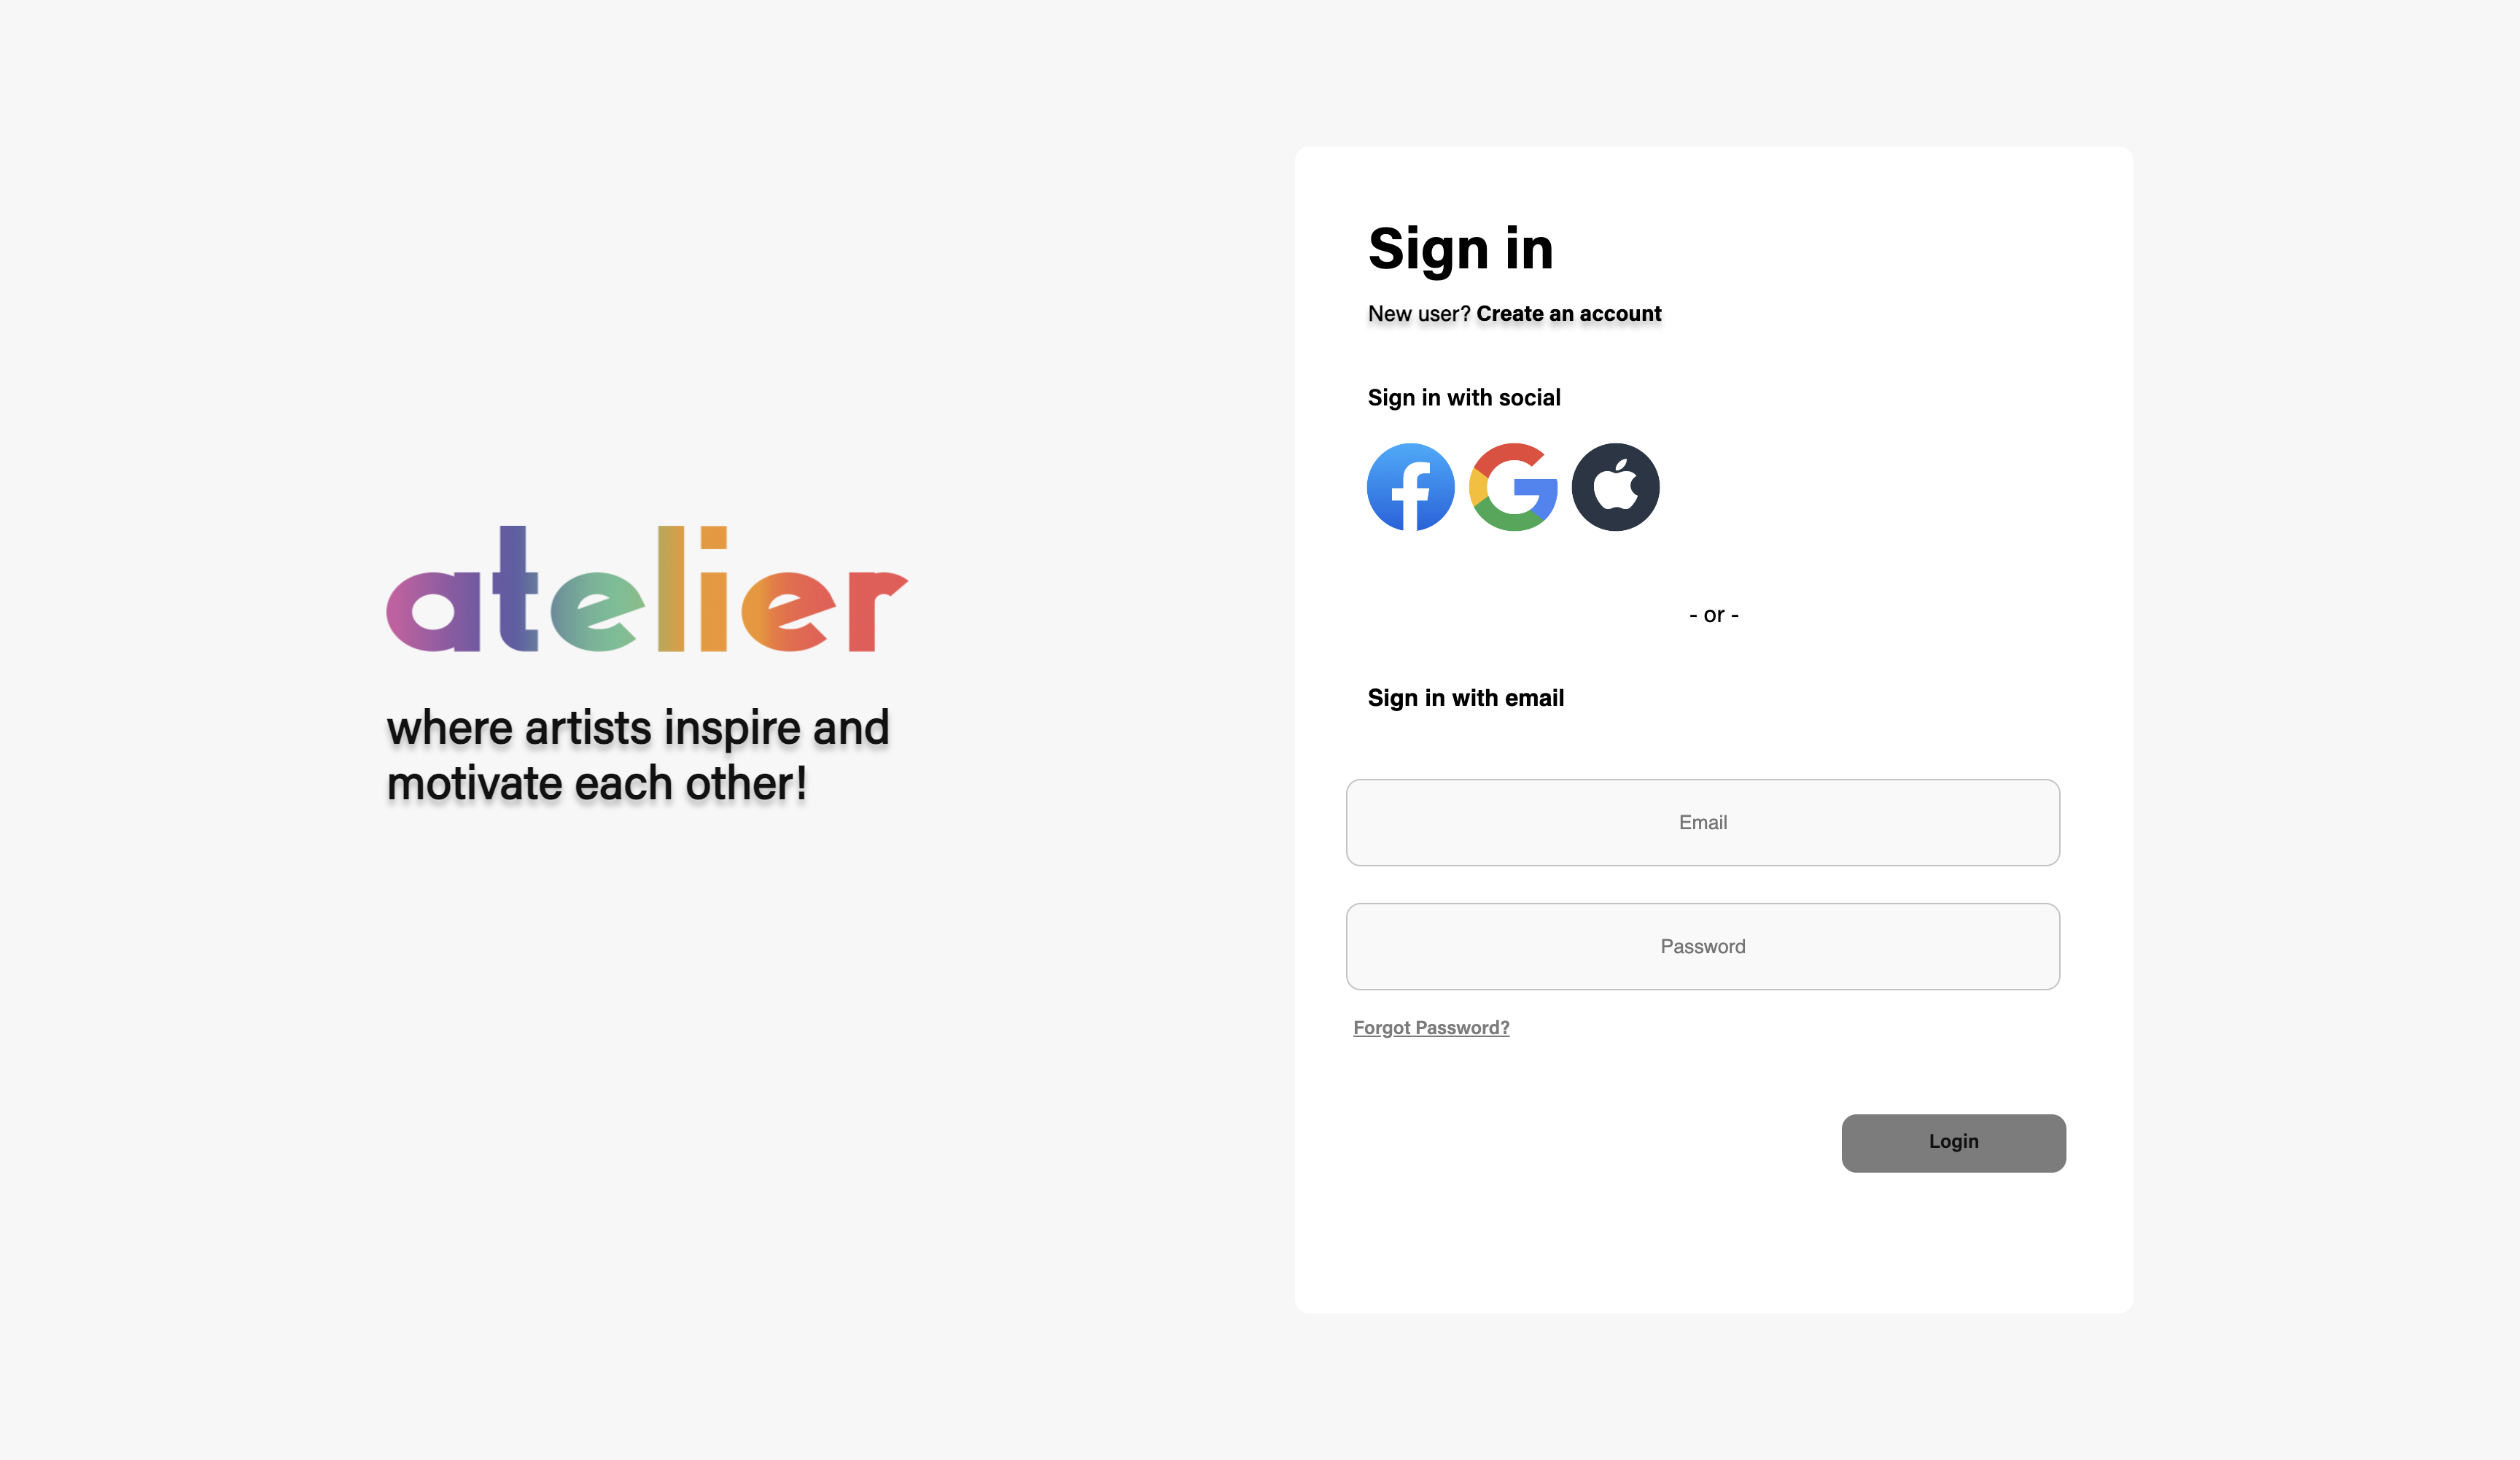 atelier
where artists inspire and
motivate each other!
Sign in
New user? Create an account
Sign in with social
- or -
Sign in with email
Email
Password
Forgot Password?
Login